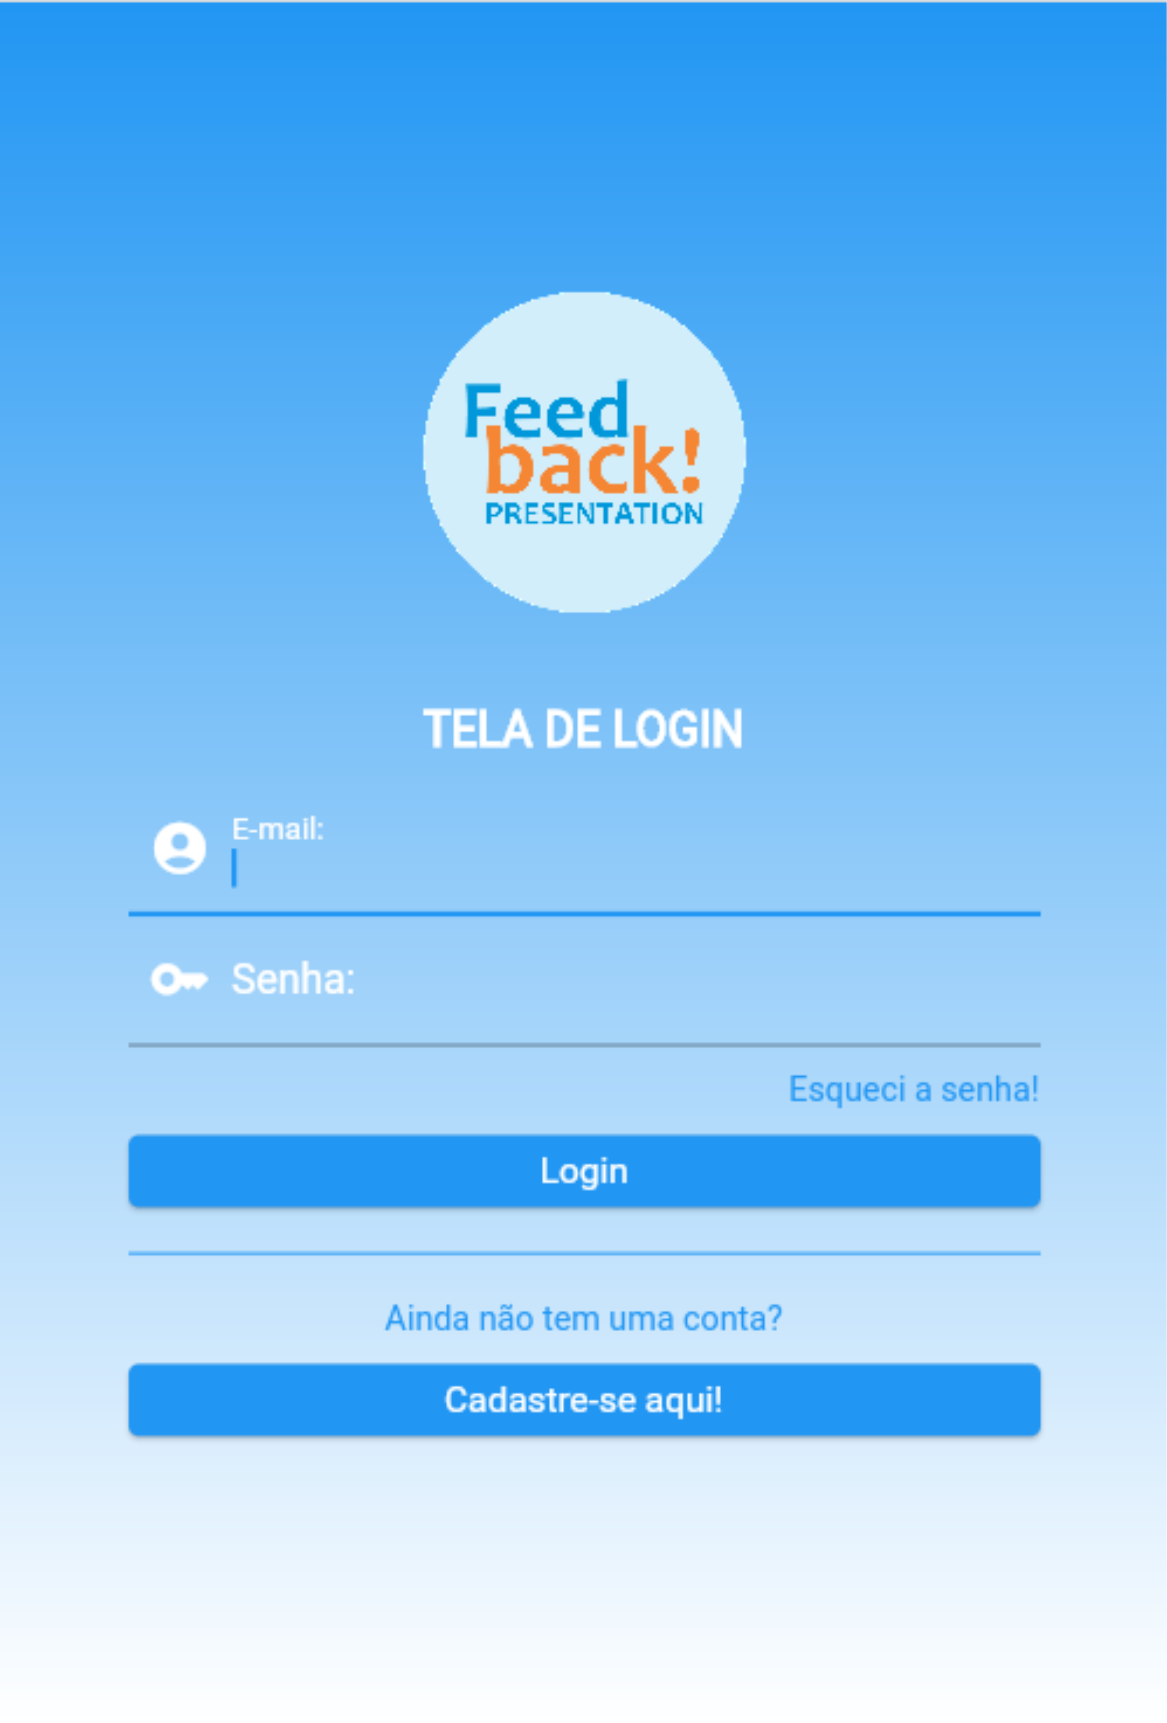 Feed
back!
PRESENTATION
TELA DE LOGIN
E-mail:
Senha:
Esqueci a senha!
Login
Ainda não tem uma conta?
Cadastre-se aqui!